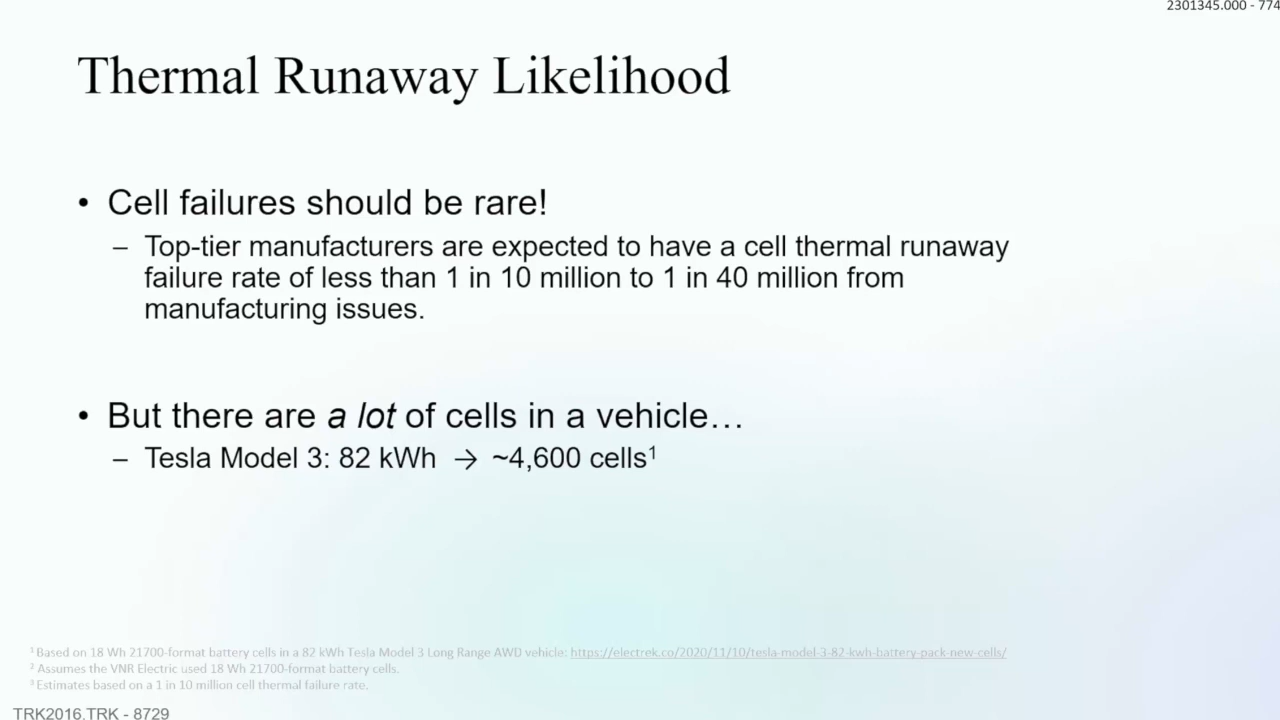 2301345.000 - 774
Thermal Runaway Likelihood
• Cell failures should be rare!
– Top-tier manufacturers are expected to have a cell thermal runaway
failure rate of less than 1 in 10 million to 1 in 40 million from
manufacturing issues.
• But there are a lot of cells in a vehicle…
– Tesla Model 3: 82 kWh → ~4,600 cells¹
¹ Based on 18 Wh 21700-format battery cells in a 82 kWh Tesla Model 3 Long Range AWD vehicle: https://electrek.co/2020/11/10/tesla-model-3-82-kwh-battery-pack-new-cells/
² Assumes the VNR Electric used 18 Wh 21700-format battery cells.
³ Estimates based on a 1 in 10 million cell thermal failure rate.
TRK2016.TRK - 8729